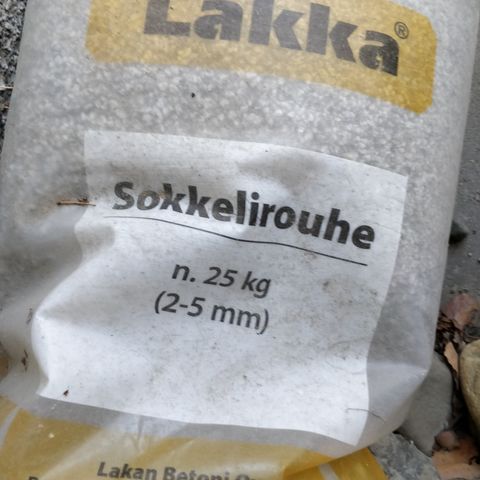 Lakka®
Sokkelirouhe
n. 25 kg
(2-5 mm)
Lakan Betoni